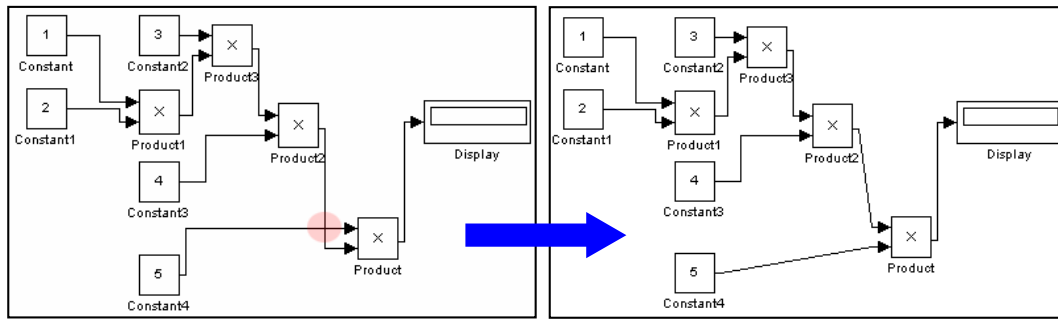 1
Constant
3
Constant2
×
Product3
2
Constant1
×
Product1
×
Product2
Display
4
Constant3
×
Product
5
Constant4
1
Constant
3
Constant2
×
Product3
2
Constant1
×
Product1
×
Product2
Display
4
Constant3
×
Product
5
Constant4